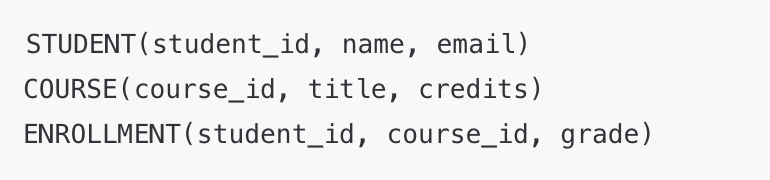 STUDENT(student_id, name, email)
COURSE(course_id, title, credits)
ENROLLMENT(student_id, course_id, grade)